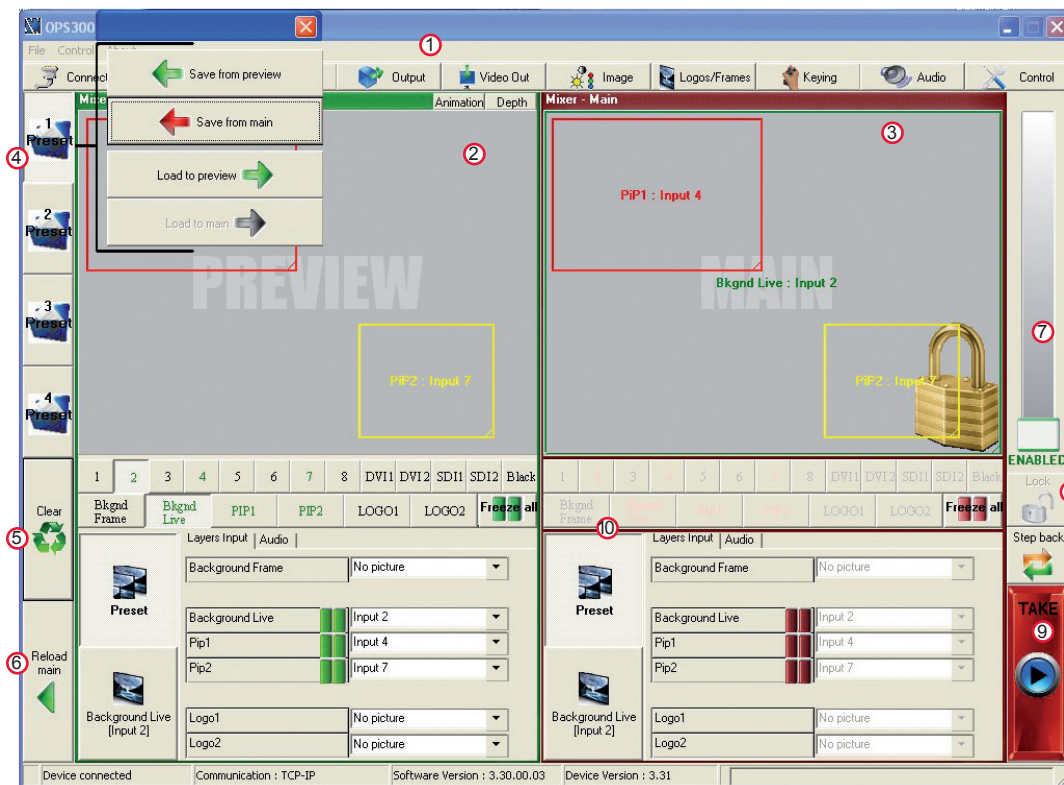 OPS300
File Control About
1
Connect
Output
Video Out
Image
Logos/Frames
Keying
Audio
Control
Save from preview
Save from main
Load to preview
Load to main
Mixer
Animation
Depth
Mixer - Main
1
Preset
2
Preset
3
Preset
4
Preset
4
2
3
PREVIEW
MAIN
PiP1 : Input 4
Bkgnd Live : Input 2
PiP2 : Input 7
PiP2 : Input 7
7
ENABLED
Lock
1 2 3 4 5 6 7 8 DVI1 DVI2 SDI1 SDI2 Black
1 2 3 4 5 6 7 8 DVI1 DVI2 SDI1 SDI2 Black
Bkgnd Frame
Bkgnd Live
PIP1
PIP2
LOGO1
LOGO2
Freeze all
Bkgnd Frame
PIP1
PIP2
LOGO1
LOGO2
Freeze all
10
Clear
5
Step back
Reload main
6
TAKE
9
Layers Input
Audio
Preset
Background Frame
No picture
Background Live
Input 2
Pip1
Input 4
Pip2
Input 7
Background Live [Input 2]
Logo1
No picture
Logo2
No picture
Layers Input
Audio
Preset
Background Frame
No picture
Background Live
Input 2
Pip1
Input 4
Pip2
Input 7
Background Live [Input 2]
Logo1
No picture
Logo2
No picture
Device connected
Communication : TCP-IP
Software Version : 3.30.00.03
Device Version : 3.31